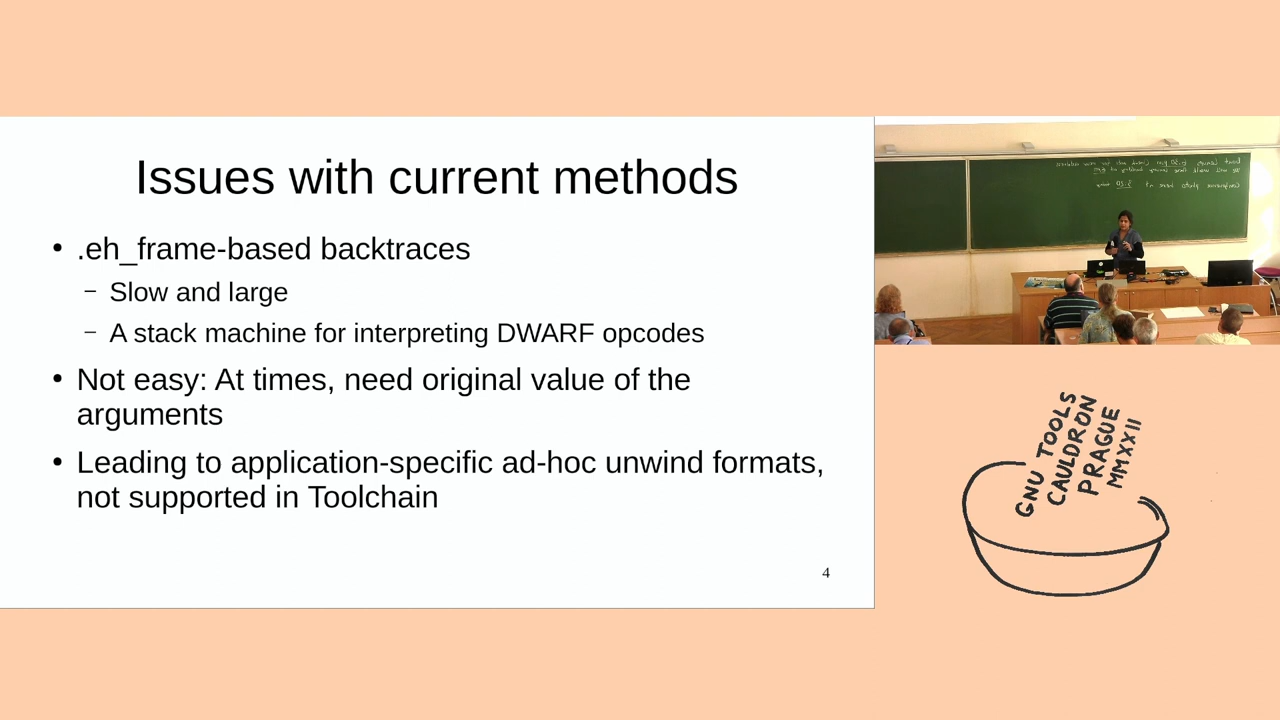 Issues with current methods
• .eh_frame-based backtraces
– Slow and large
– A stack machine for interpreting DWARF opcodes
• Not easy: At times, need original value of the
arguments
• Leading to application-specific ad-hoc unwind formats,
not supported in Toolchain
4
GNU TOOLS
CAULDRON
PRAGUE
MMXXII